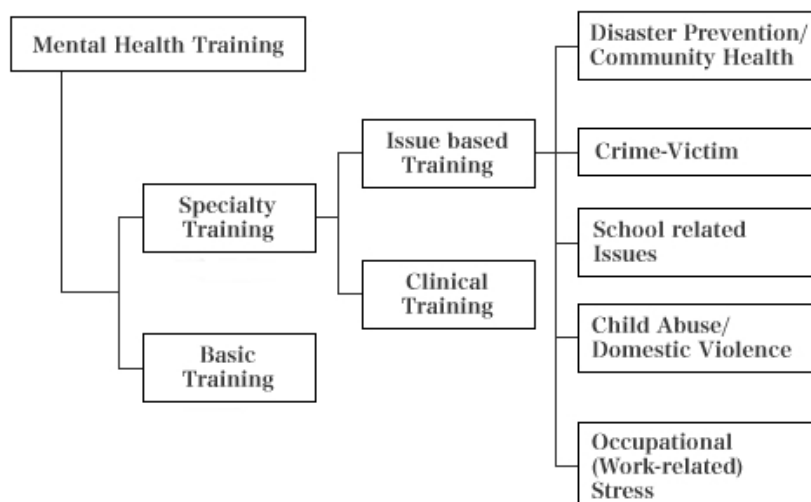 Mental Health Training
Specialty
Training
Basic
Training
Issue based
Training
Clinical
Training
Disaster Prevention/
Community Health
Crime-Victim
School related
Issues
Child Abuse/
Domestic Violence
Occupational
(Work-related)
Stress